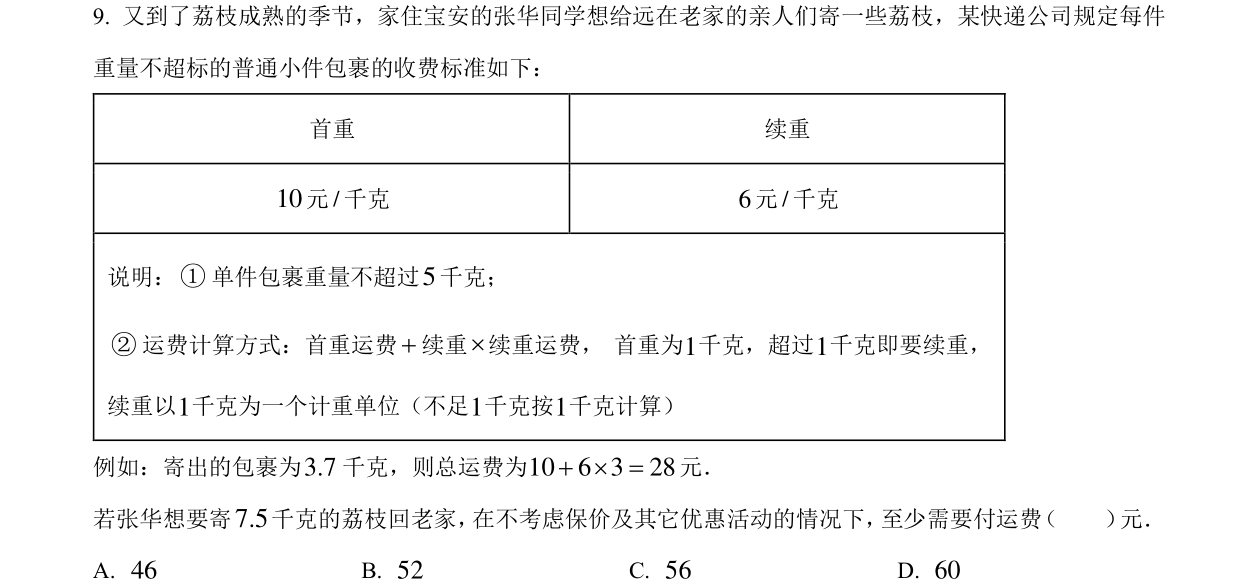 9. 又到了荔枝成熟的季节，家住宝安的张华同学想给远在老家的亲人们寄一些荔枝，某快递公司规定每件
重量不超标的普通小件包裹的收费标准如下：
首重 续重
10元/千克 6元/千克
说明：① 单件包裹重量不超过5千克；
② 运费计算方式：首重运费+续重×续重运费， 首重为1千克，超过1千克即要续重，
续重以1千克为一个计重单位（不足1千克按1千克计算）
例如：寄出的包裹为3.7 千克，则总运费为10+6×3=28元．
若张华想要寄7.5千克的荔枝回老家，在不考虑保价及其它优惠活动的情况下，至少需要付运费（ ）元．
A. 46 B. 52 C. 56 D. 60